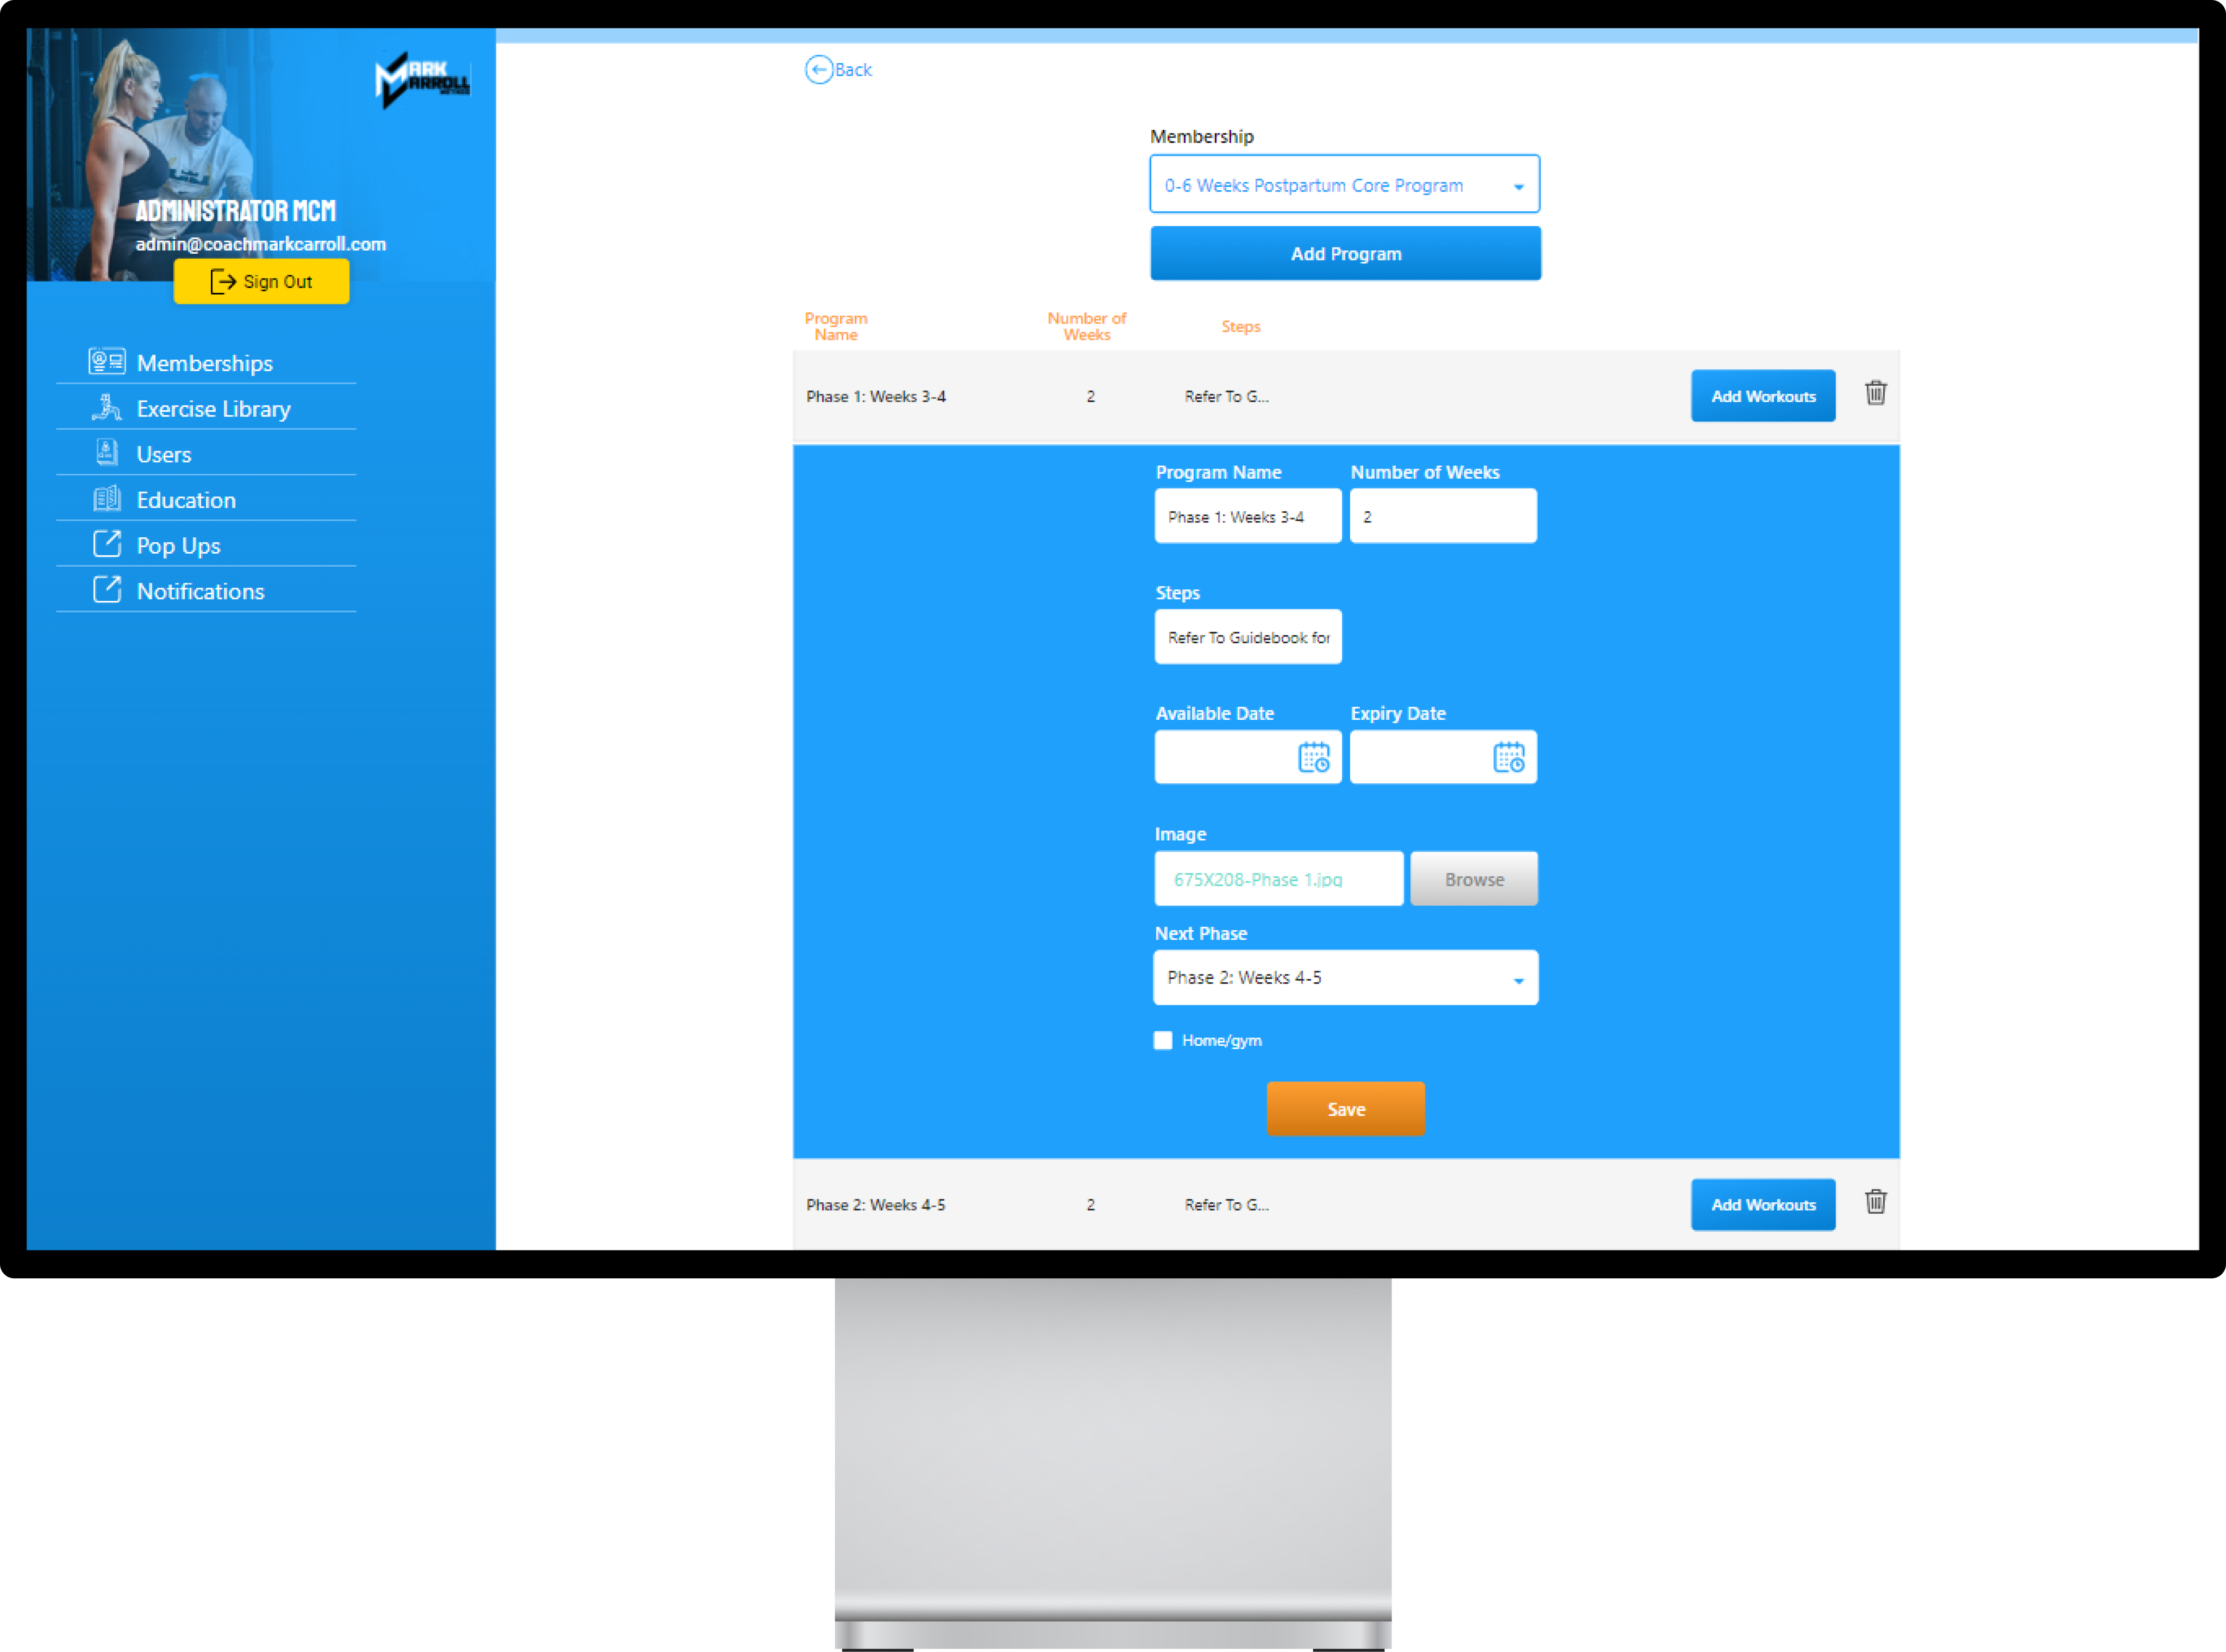 MARK
CARROLL
ADMINISTRATOR MCM
admin@coachmarkcarroll.com
Sign Out
Memberships
Exercise Library
Users
Education
Pop Ups
Notifications
Back
Membership
0-6 Weeks Postpartum Core Program
Add Program
Program
Name
Number of
Weeks
Steps
Phase 1: Weeks 3-4 2 Refer To G... Add Workouts
Program Name Number of Weeks
Phase 1: Weeks 3-4 2
Steps
Refer To Guidebook for
Available Date Expiry Date
Image
675X208-Phase 1.jpg Browse
Next Phase
Phase 2: Weeks 4-5
Home/gym
Save
Phase 2: Weeks 4-5 2 Refer To G... Add Workouts